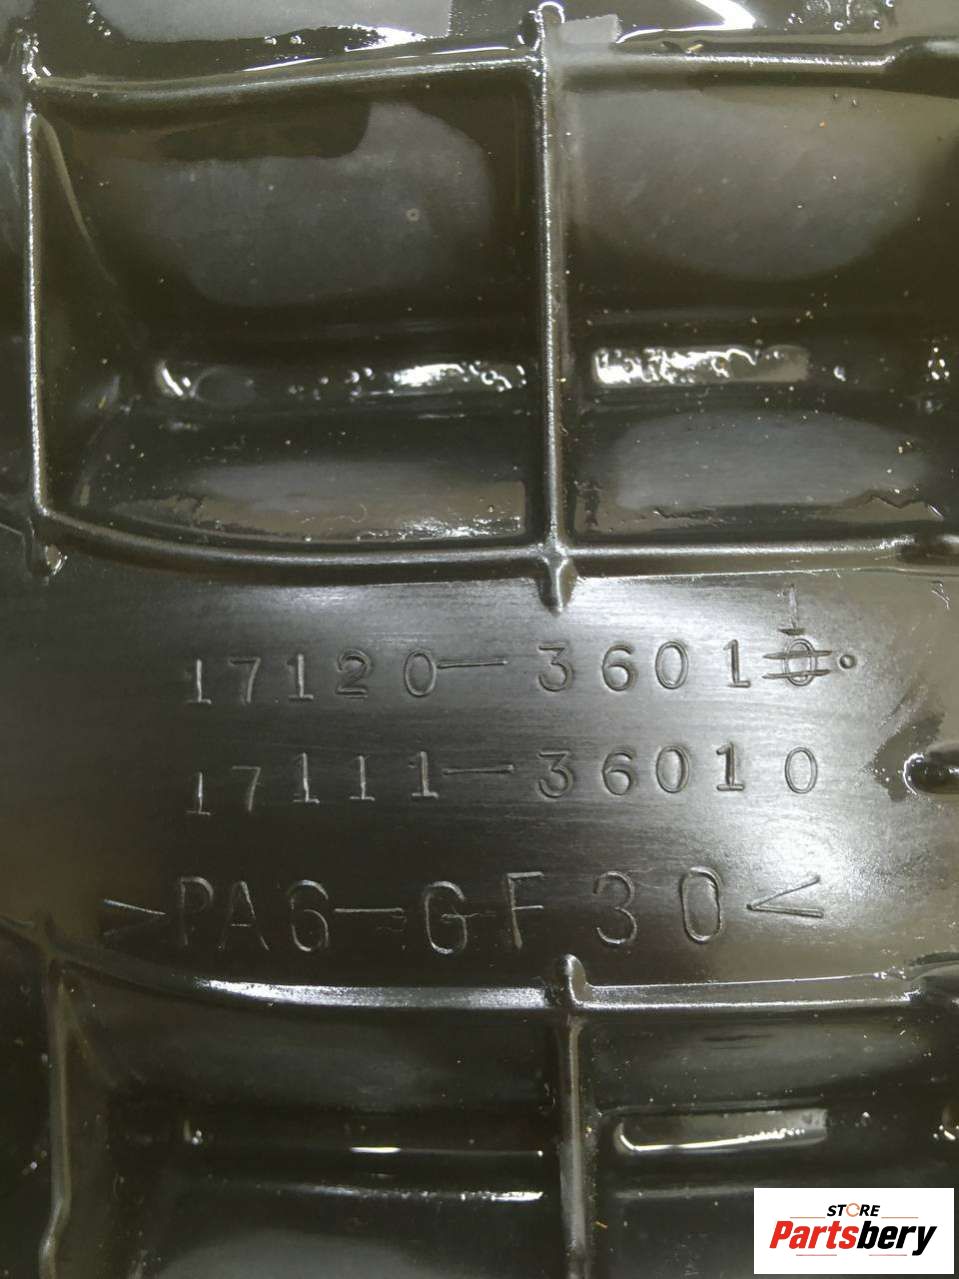 17120-36010
17111-36010
>PA6-GF30<
STORE
Partsbery